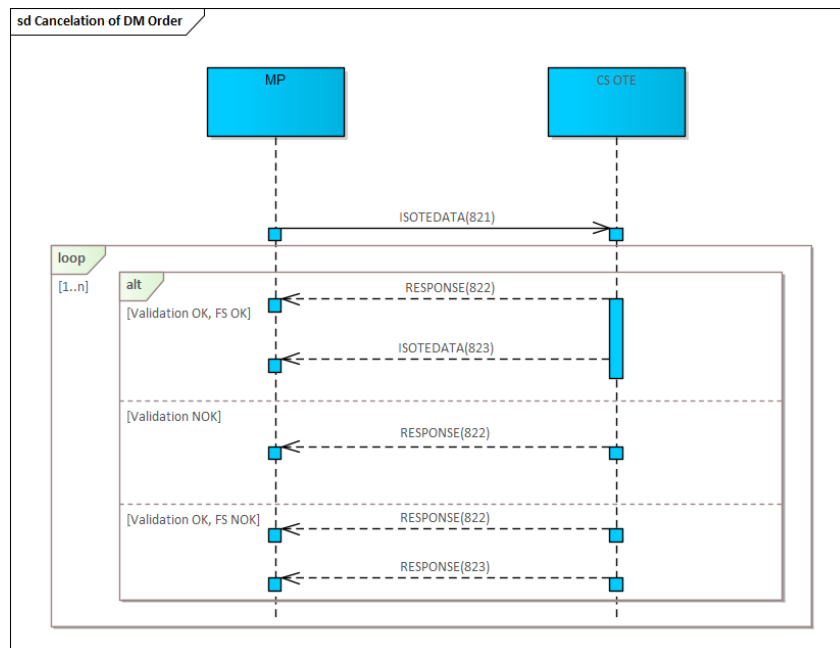 sd Cancelation of DM Order
MP
CS OTE
ISOTEDATA(821)
loop
[1..n]
alt
RESPONSE(822)
[Validation OK, FS OK]
ISOTEDATA(823)
[Validation NOK]
RESPONSE(822)
[Validation OK, FS NOK]
RESPONSE(822)
RESPONSE(823)